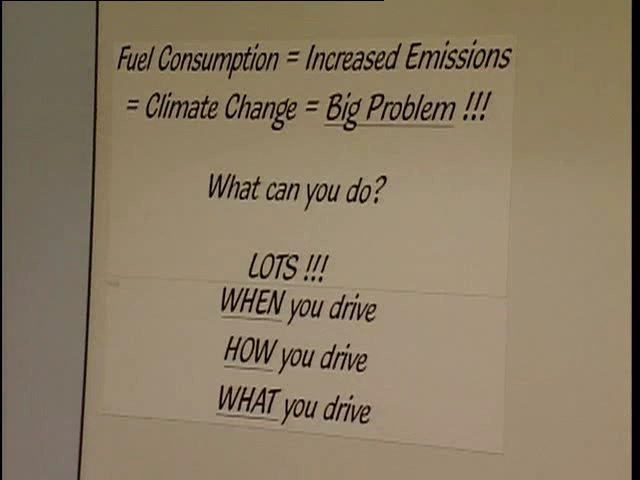 Fuel Consumption = Increased Emissions
= Climate Change = Big Problem !!!
What can you do?
LOTS !!!
WHEN you drive
HOW you drive
WHAT you drive